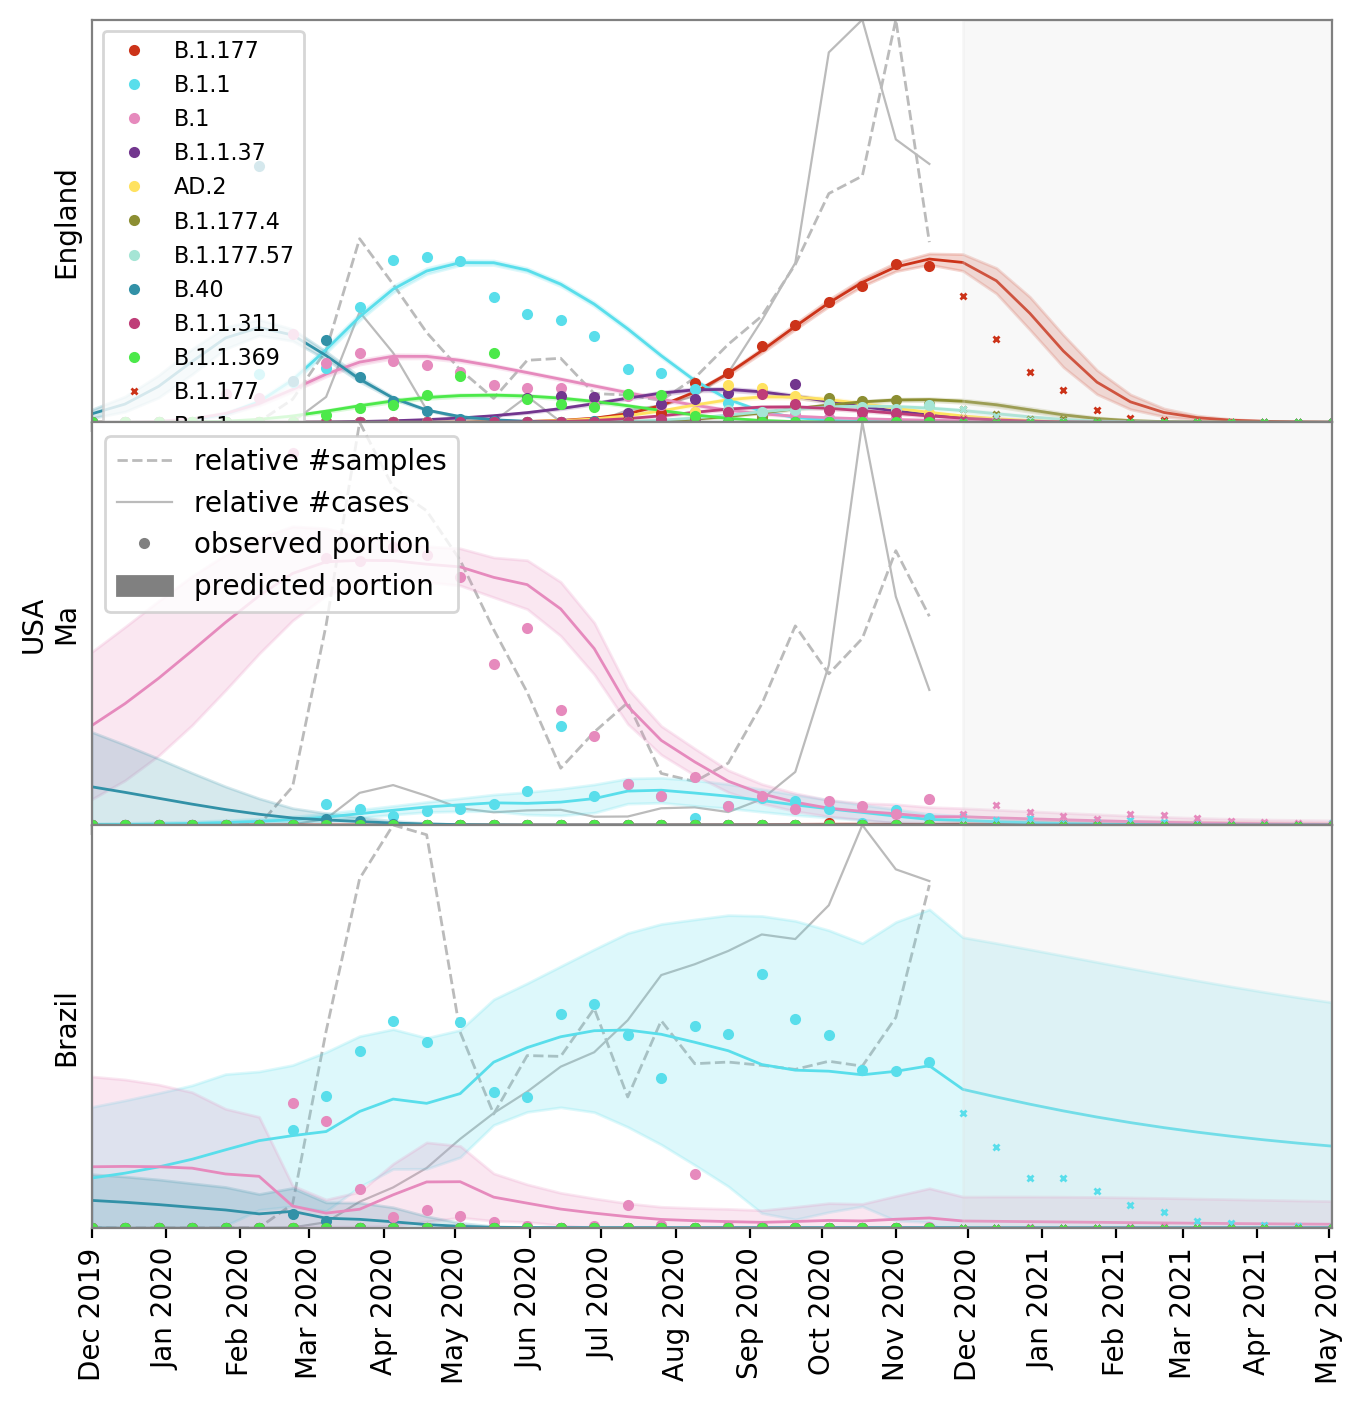 England
B.1.177
B.1.1
B.1
B.1.1.37
AD.2
B.1.177.4
B.1.177.57
B.40
B.1.1.311
B.1.1.369
B.1.177
USA
Ma
relative #samples
relative #cases
observed portion
predicted portion
Brazil
Dec 2019
Jan 2020
Feb 2020
Mar 2020
Apr 2020
May 2020
Jun 2020
Jul 2020
Aug 2020
Sep 2020
Oct 2020
Nov 2020
Dec 2020
Jan 2021
Feb 2021
Mar 2021
Apr 2021
May 2021